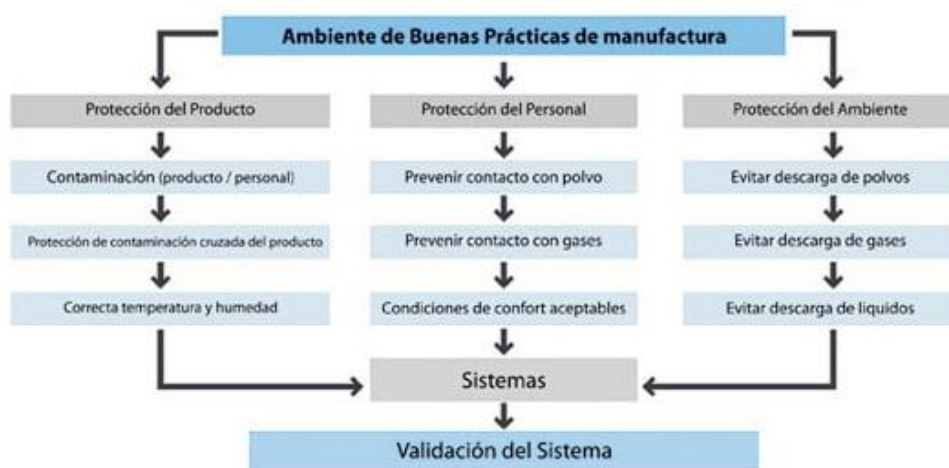 Ambiente de Buenas Prácticas de manufactura
Protección del Producto
Protección del Personal
Protección del Ambiente
Contaminación (producto / personal)
Prevenir contacto con polvo
Evitar descarga de polvos
Protección de contaminación cruzada del producto
Prevenir contacto con gases
Evitar descarga de gases
Correcta temperatura y humedad
Condiciones de confort aceptables
Evitar descarga de liquidos
Sistemas
Validación del Sistema